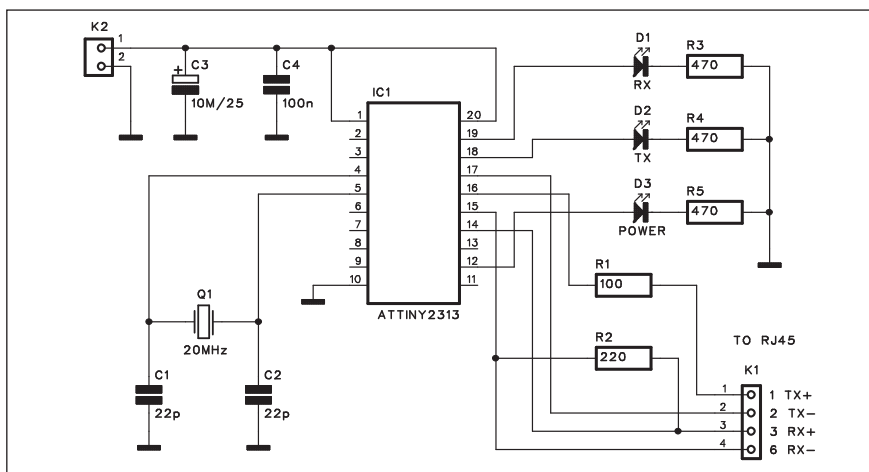 K2
1
2
C3
+
10M/25
C4
100n
IC1
1
2
3
4
5
6
7
8
9
10
20
19
18
17
16
15
14
13
12
11
ATTINY2313
D1
RX
R3
470
D2
TX
R4
470
D3
POWER
R5
470
R1
100
R2
220
Q1
20MHz
C1
22p
C2
22p
TO RJ45
K1
1 1 TX+
2 2 TX-
3 3 RX+
4 6 RX-